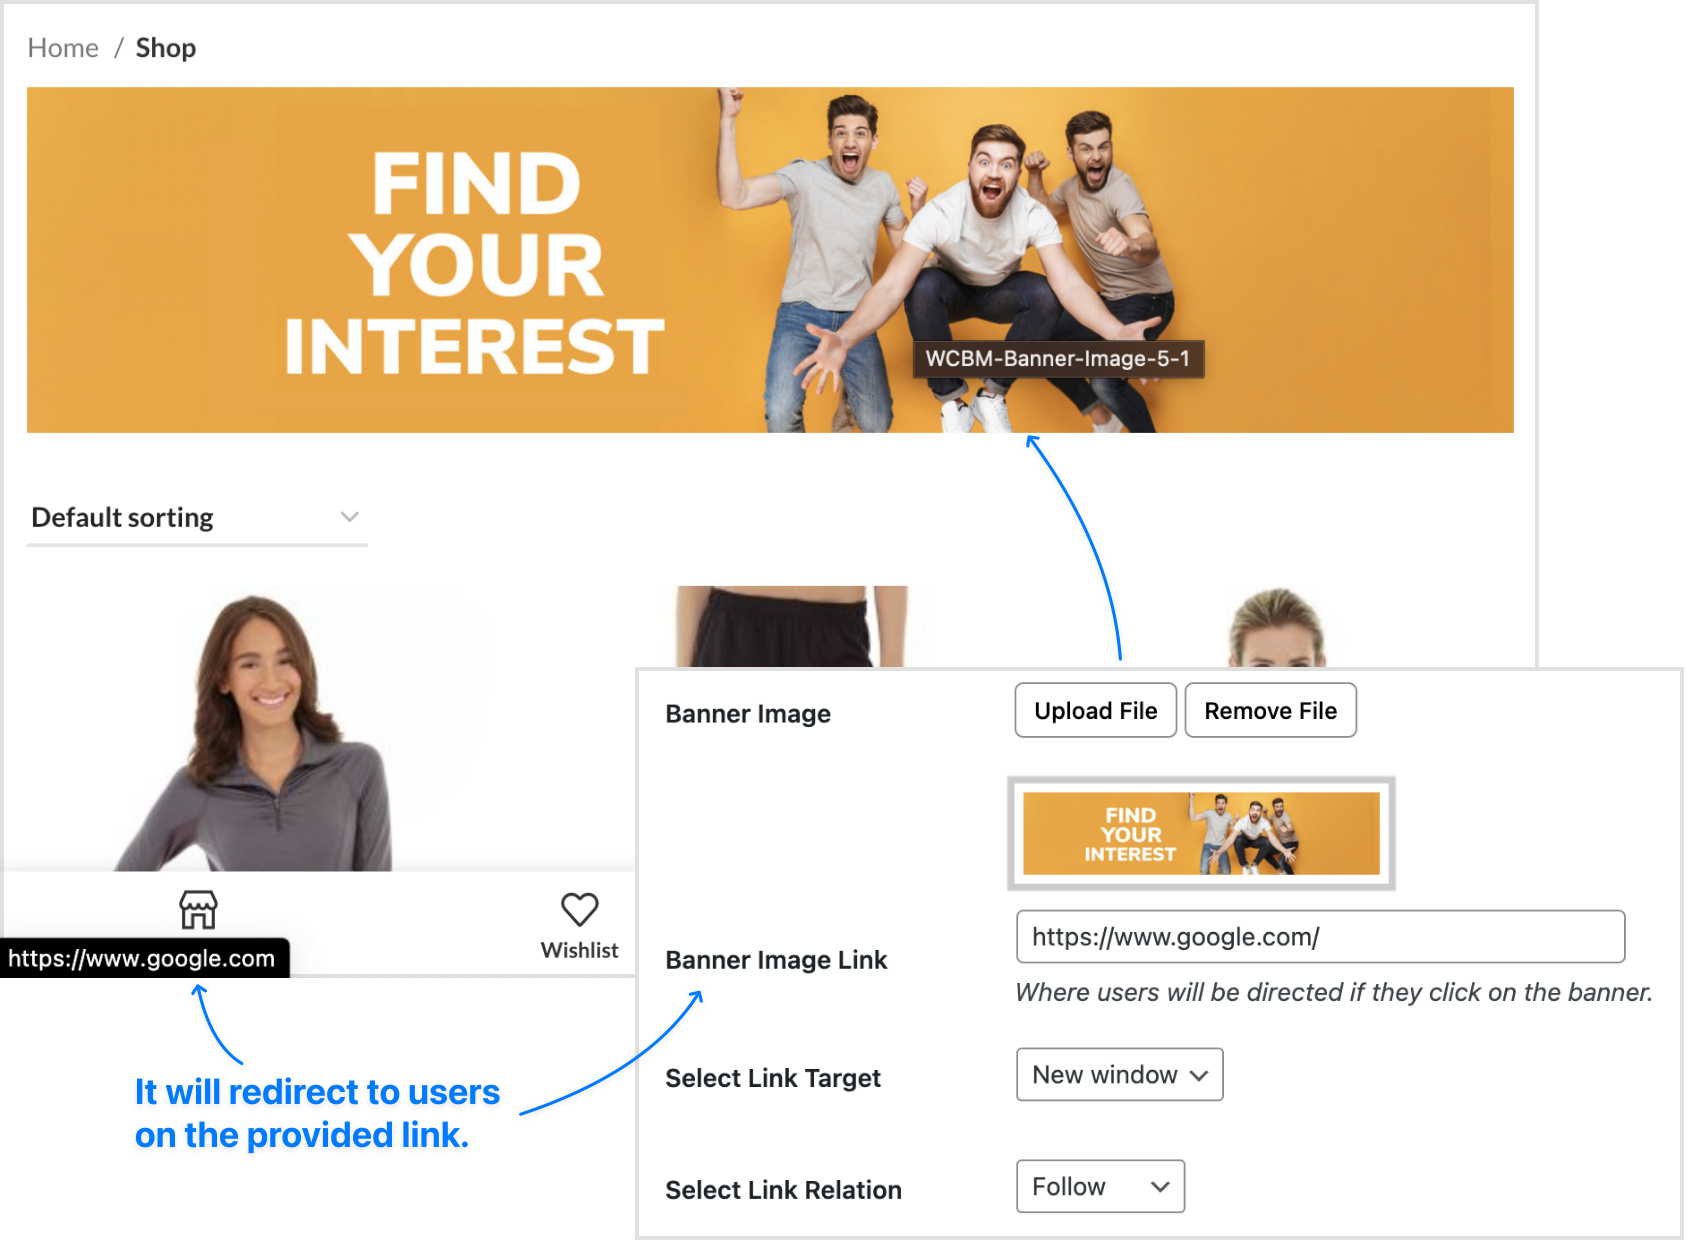 Home / Shop
FIND
YOUR
INTEREST
WCBM-Banner-Image-5-1
Default sorting
Wishlist
https://www.google.com
It will redirect to users
on the provided link.
Banner Image
Upload File
Remove File
FIND
YOUR
INTEREST
Banner Image Link
https://www.google.com/
Where users will be directed if they click on the banner.
Select Link Target
New window
Select Link Relation
Follow